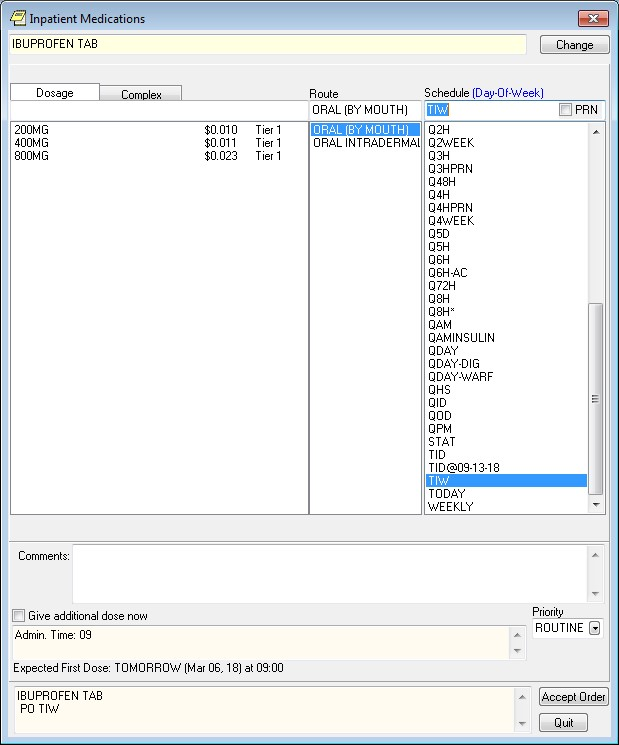 Inpatient Medications
IBUPROFEN TAB
Change
Dosage
Complex
Route
Schedule (Day-Of-Week)
ORAL (BY MOUTH)
TIW
PRN
200MG $0.010 Tier 1
400MG $0.011 Tier 1
800MG $0.023 Tier 1
ORAL (BY MOUTH)
ORAL INTRADERMAL
Q2H
Q2WEEK
Q3H
Q3HPRN
Q48H
Q4H
Q4HPRN
Q4WEEK
Q5D
Q5H
Q6H
Q6H-AC
Q72H
Q8H
Q8H*
QAM
QAMINSULIN
QDAY
QDAY-DIG
QDAY-WARF
QHS
QID
QOD
QPM
STAT
TID
TID@09-13-18
TIW
TODAY
WEEKLY
Comments:
Give additional dose now
Priority
ROUTINE
Admin. Time: 09
Expected First Dose: TOMORROW (Mar 06, 18) at 09:00
IBUPROFEN TAB
PO TIW
Accept Order
Quit